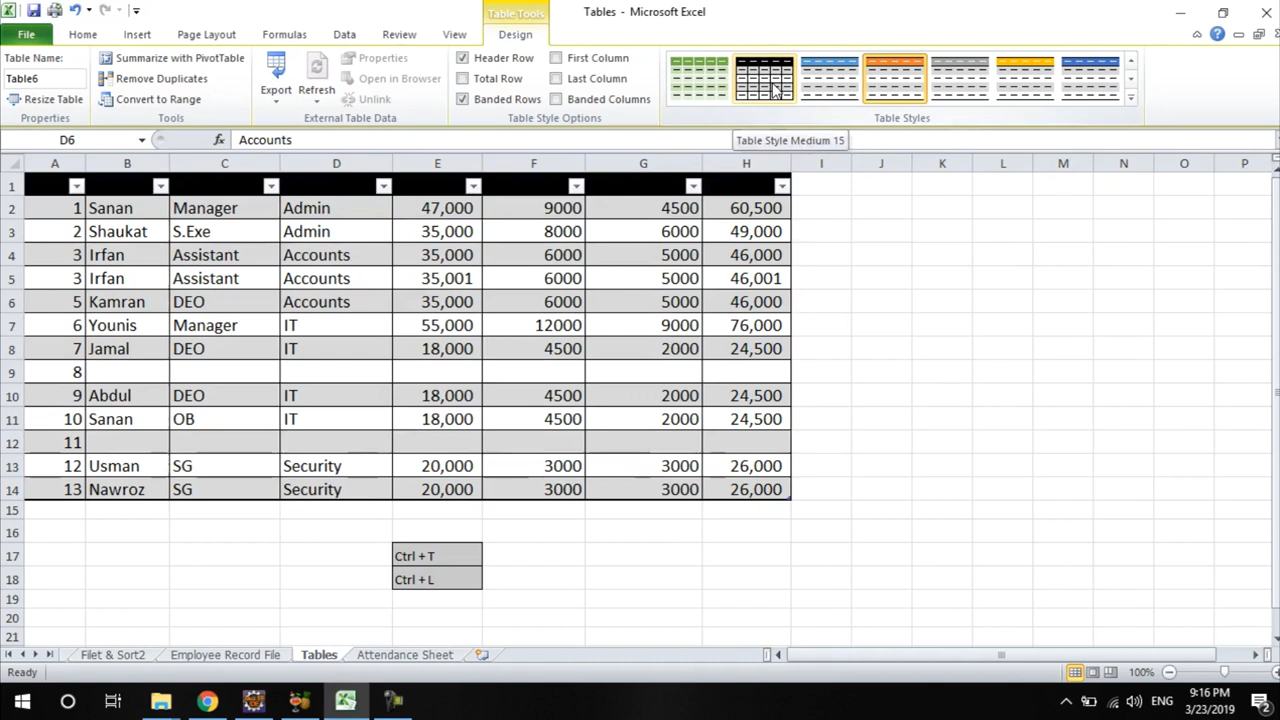 Table Tools
Tables - Microsoft Excel
File Home Insert Page Layout Formulas Data Review View Design
Table Name:
Table6
Resize Table
Properties
Summarize with PivotTable
Remove Duplicates
Convert to Range
Tools
Export Refresh
Properties
Open in Browser
Unlink
External Table Data
Header Row First Column
Total Row Last Column
Banded Rows Banded Columns
Table Style Options
Table Styles
D6 fx Accounts
Table Style Medium 15
A B C D E F G H I J K L M N O P
1
2 1 Sanan Manager Admin 47,000 9000 4500 60,500
3 2 Shaukat S.Exe Admin 35,000 8000 6000 49,000
4 3 Irfan Assistant Accounts 35,000 6000 5000 46,000
5 3 Irfan Assistant Accounts 35,001 6000 5000 46,001
6 5 Kamran DEO Accounts 35,000 6000 5000 46,000
7 6 Younis Manager IT 55,000 12000 9000 76,000
8 7 Jamal DEO IT 18,000 4500 2000 24,500
9 8
10 9 Abdul DEO IT 18,000 4500 2000 24,500
11 10 Sanan OB IT 18,000 4500 2000 24,500
12 11
13 12 Usman SG Security 20,000 3000 3000 26,000
14 13 Nawroz SG Security 20,000 3000 3000 26,000
15
16
17 Ctrl + T
18 Ctrl + L
19
20
21
Filet & Sort2 Employee Record File Tables Attendance Sheet
Ready 100%
ENG
9:16 PM
3/23/2019
2